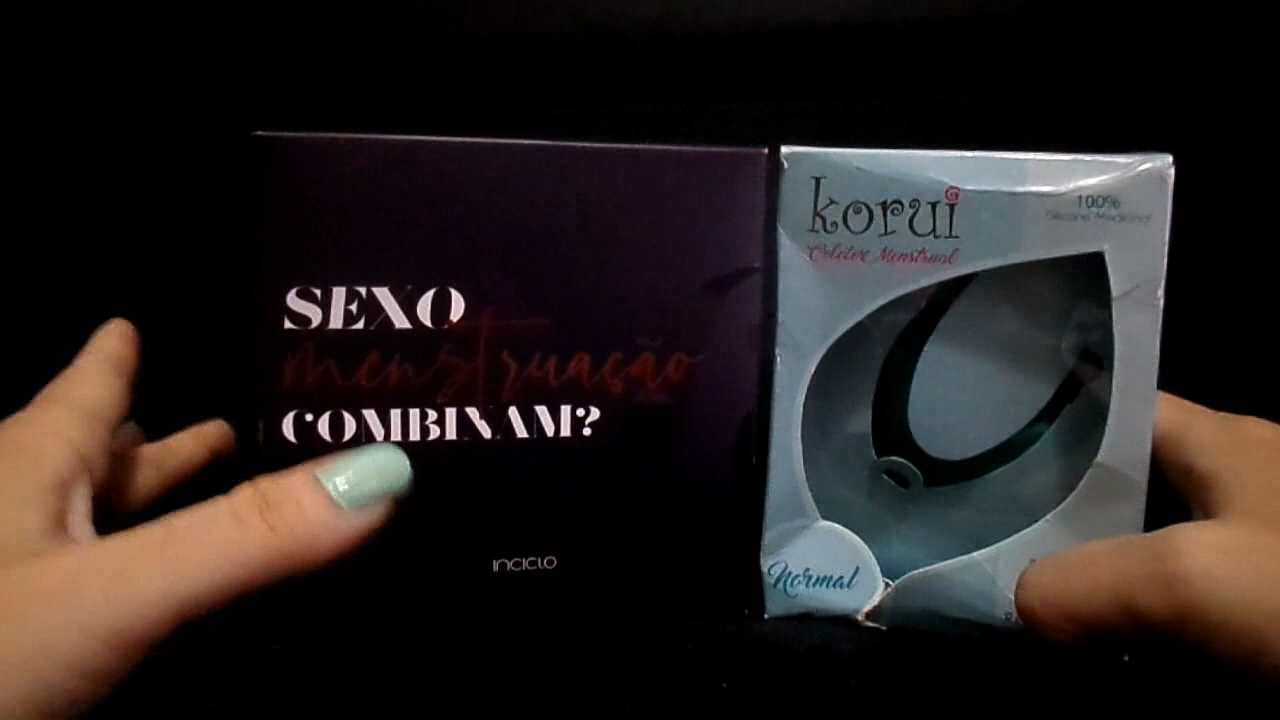 SEXO
menstruação
COMBINAM?
INCICLO
korui
Coletor Menstrual
100%
Silicone Medicinal
Normal